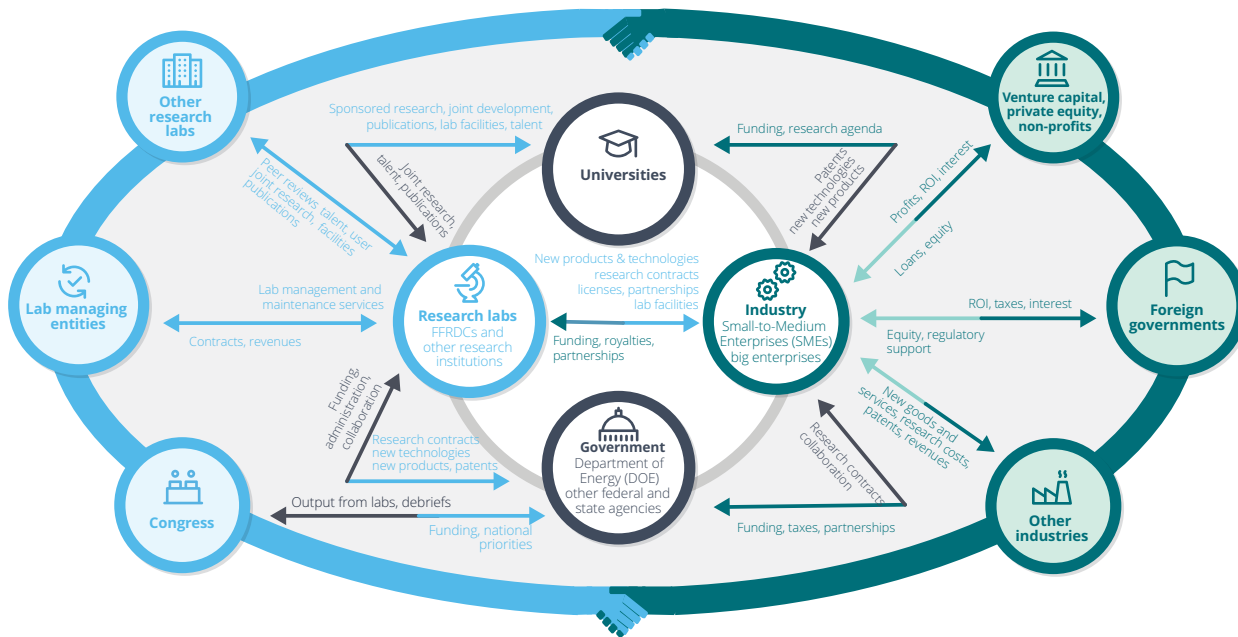 Other
research
labs
Sponsored research, joint development,
publications, lab facilities, talent
Universities
Funding, research agenda
Venture capital,
private equity,
non-profits
Peer reviews, talent, user
joint research, facilities
publications
Joint research,
talent, publications
Patents
new technologies
new products
Profits, ROI, interest
Loans, equity
Lab managing
entities
Lab management and
maintenance services
Contracts, revenues
Research labs
FFRDCs and
other research
institutions
New products & technologies
research contracts
licenses, partnerships
lab facilities
Funding, royalties,
partnerships
Industry
Small-to-Medium
Enterprises (SMEs)
big enterprises
ROI, taxes, interest
Equity, regulatory
support
Foreign
governments
Funding,
administration,
collaboration
Research contracts
new technologies
new products, patents
Government
Department of
Energy (DOE)
other federal and
state agencies
Research contracts
collaboration
New goods and
services, research costs,
patents, revenues
Congress
Output from labs, debriefs
Funding, national
priorities
Funding, taxes, partnerships
Other
industries